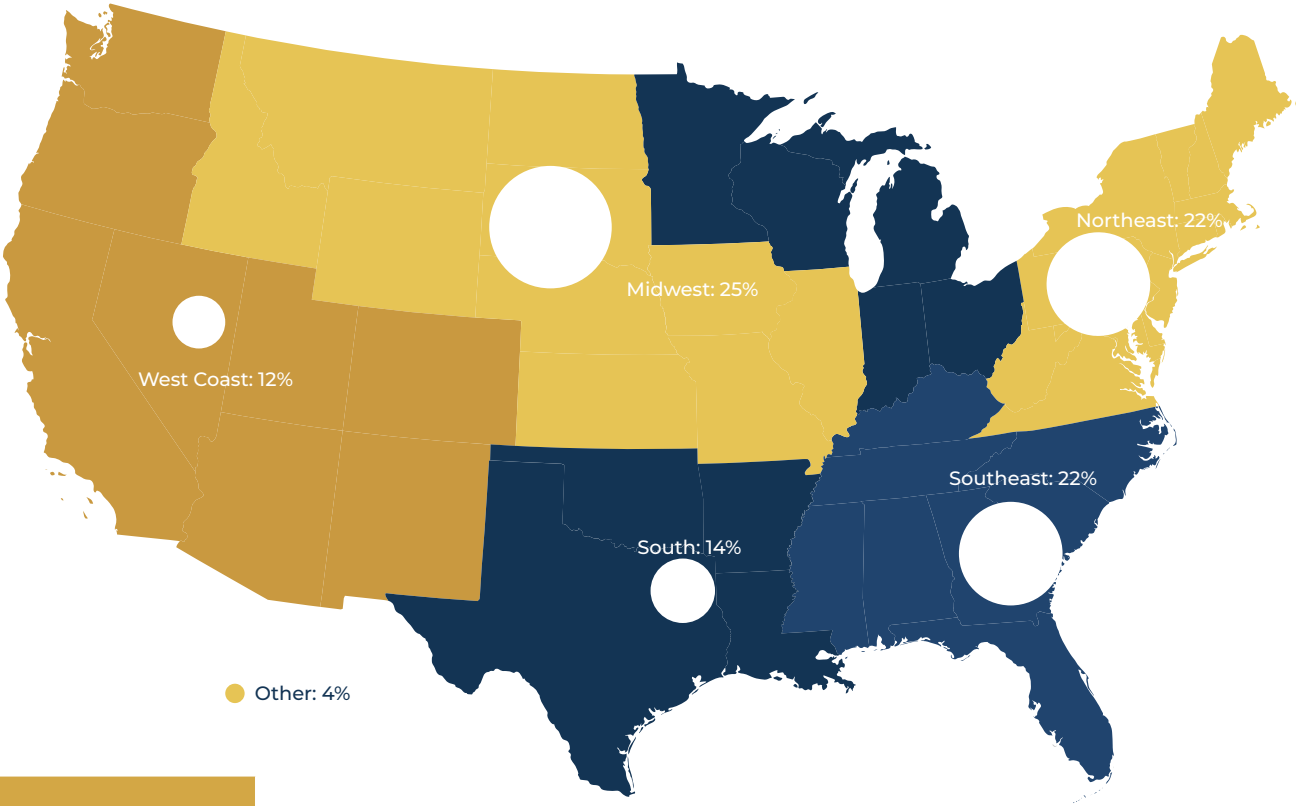 Northeast: 22%
Midwest: 25%
West Coast: 12%
Southeast: 22%
South: 14%
Other: 4%